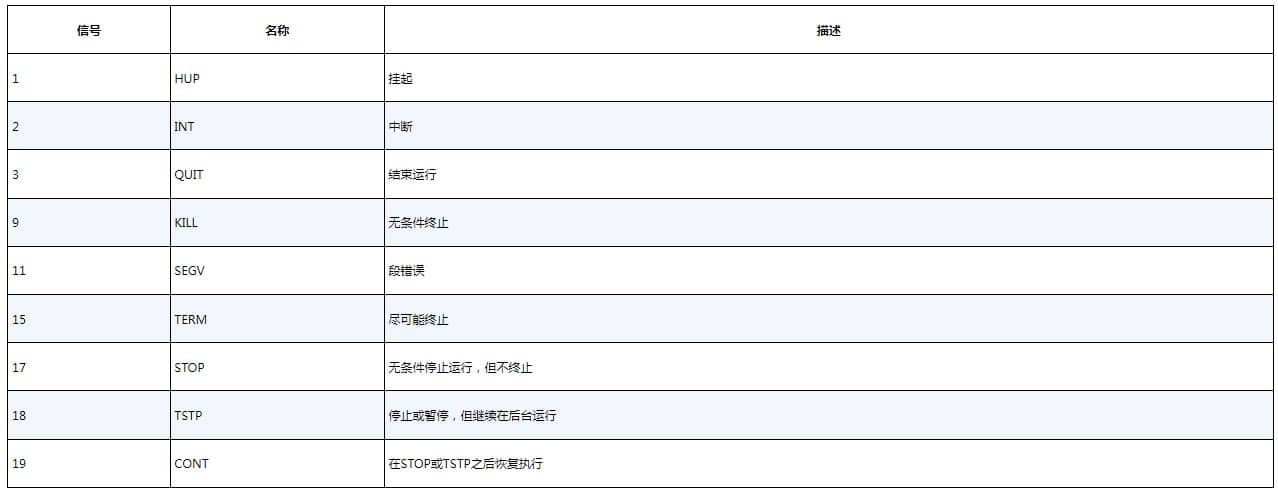 信号 名称 描述
1 HUP 挂起
2 INT 中断
3 QUIT 结束运行
9 KILL 无条件终止
11 SEGV 段错误
15 TERM 尽可能终止
17 STOP 无条件停止运行，但不终止
18 TSTP 停止或暂停，但继续在后台运行
19 CONT 在STOP或TSTP之后恢复执行